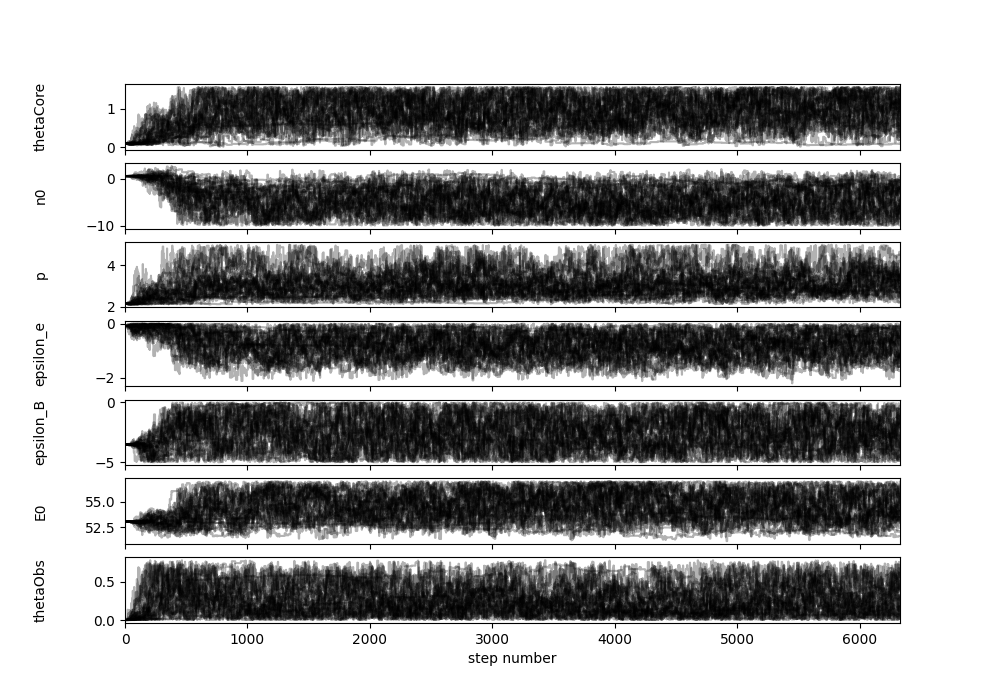 thetaCore
1
0
n0
0
−10
p
4
2
epsilon_e
0
−2
epsilon_B
0
−5
E0
55.0
52.5
thetaObs
0.5
0.0
0 1000 2000 3000 4000 5000 6000
step number